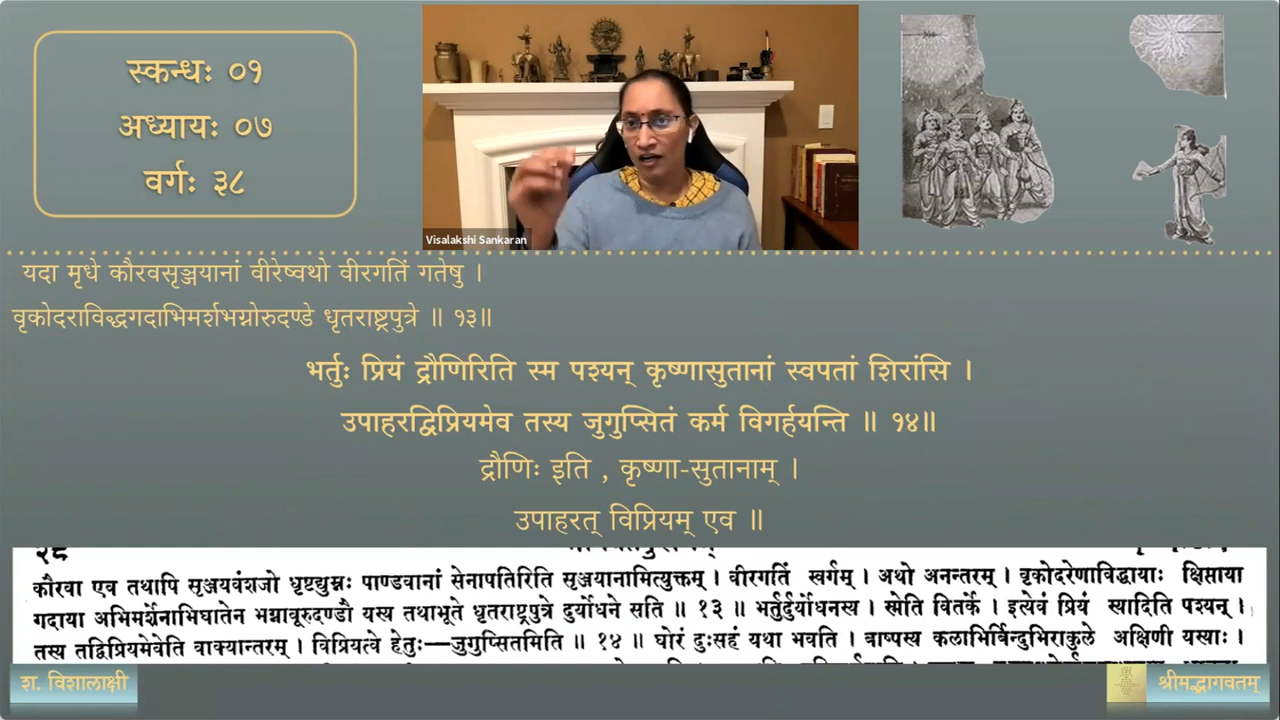 स्कन्धः ०१
अध्यायः ०७
वर्गः ३८
Visalakshi Sankaran
यदा मृधे कौरवसृञ्जयानां वीरेष्वथो वीरगतिं गतेषु ।
वृकोदराविद्धगदाभिमर्शभग्नोरुदण्डे धृतराष्ट्रपुत्रे ॥ १३॥
भर्तुः प्रियं द्रौणिरिति स्म पश्यन् कृष्णासुतानां स्वपतां शिरांसि ।
उपाहरद्विप्रियमेव तस्य जुगुप्सितं कर्म विगर्हयन्ति ॥ १४॥
द्रौणिः इति , कृष्णा-सुतानाम् ।
उपाहरत् विप्रियम् एव ॥
कौरवा एव तथापि सृञ्जयवंशजो धृष्टद्युम्नः पाण्डवानां सेनापतिरिति सृञ्जयानामित्युक्तम् । वीरगतिं स्वर्गम् । अथो अनन्तरम् । वृकोदरेणाविद्धायाः क्षिप्ताया
गदाया अभिमर्शेनाभिघातेन भग्नावूरुदण्डौ यस्य तथाभूते धृतराष्ट्रपुत्रे दुर्योधने सति ॥ १३ ॥ भर्तुर्दुर्योधनस्य । स्मेति वितर्के । इत्येवं प्रियं स्यादिति पश्यन् ।
तस्य तद्विप्रियमेवेति वाक्यान्तरम् । विप्रियत्वे हेतुः—जुगुप्सितमिति ॥ १४ ॥ घोरं दुःसहं यथा भवति । बाष्पस्य कलाभिर्बिन्दुभिराकुले अक्षिणी यस्याः ।
श. विशालाक्षी
श्रीमद्भागवतम्